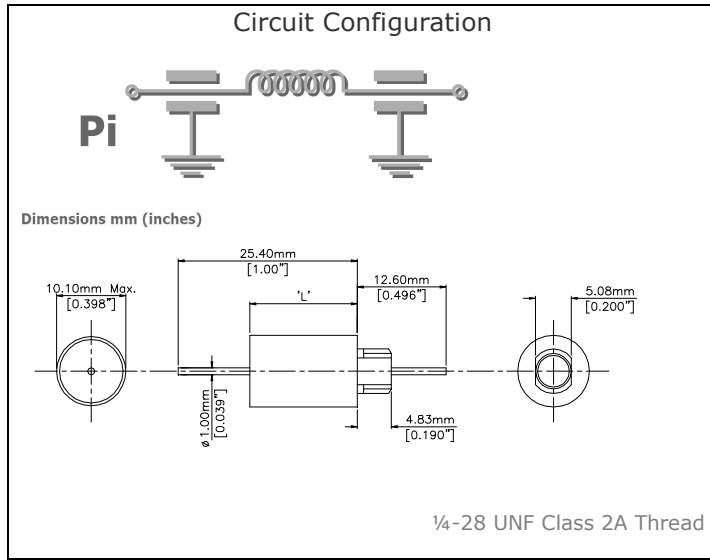 Circuit Configuration
Pi
Dimensions mm (inches)
25.40mm
[1.00"]
10.10mm Max.
[0.398"]
'L'
12.60mm
[0.496"]
5.08mm
[0.200"]
ø1.00mm
[0.039"]
4.83mm
[0.190"]
¼-28 UNF Class 2A Thread